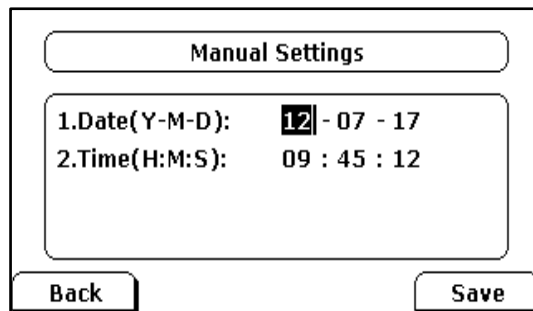 Manual Settings
1.Date(Y-M-D): 12 - 07 - 17
2.Time(H:M:S): 09 : 45 : 12
Back Save